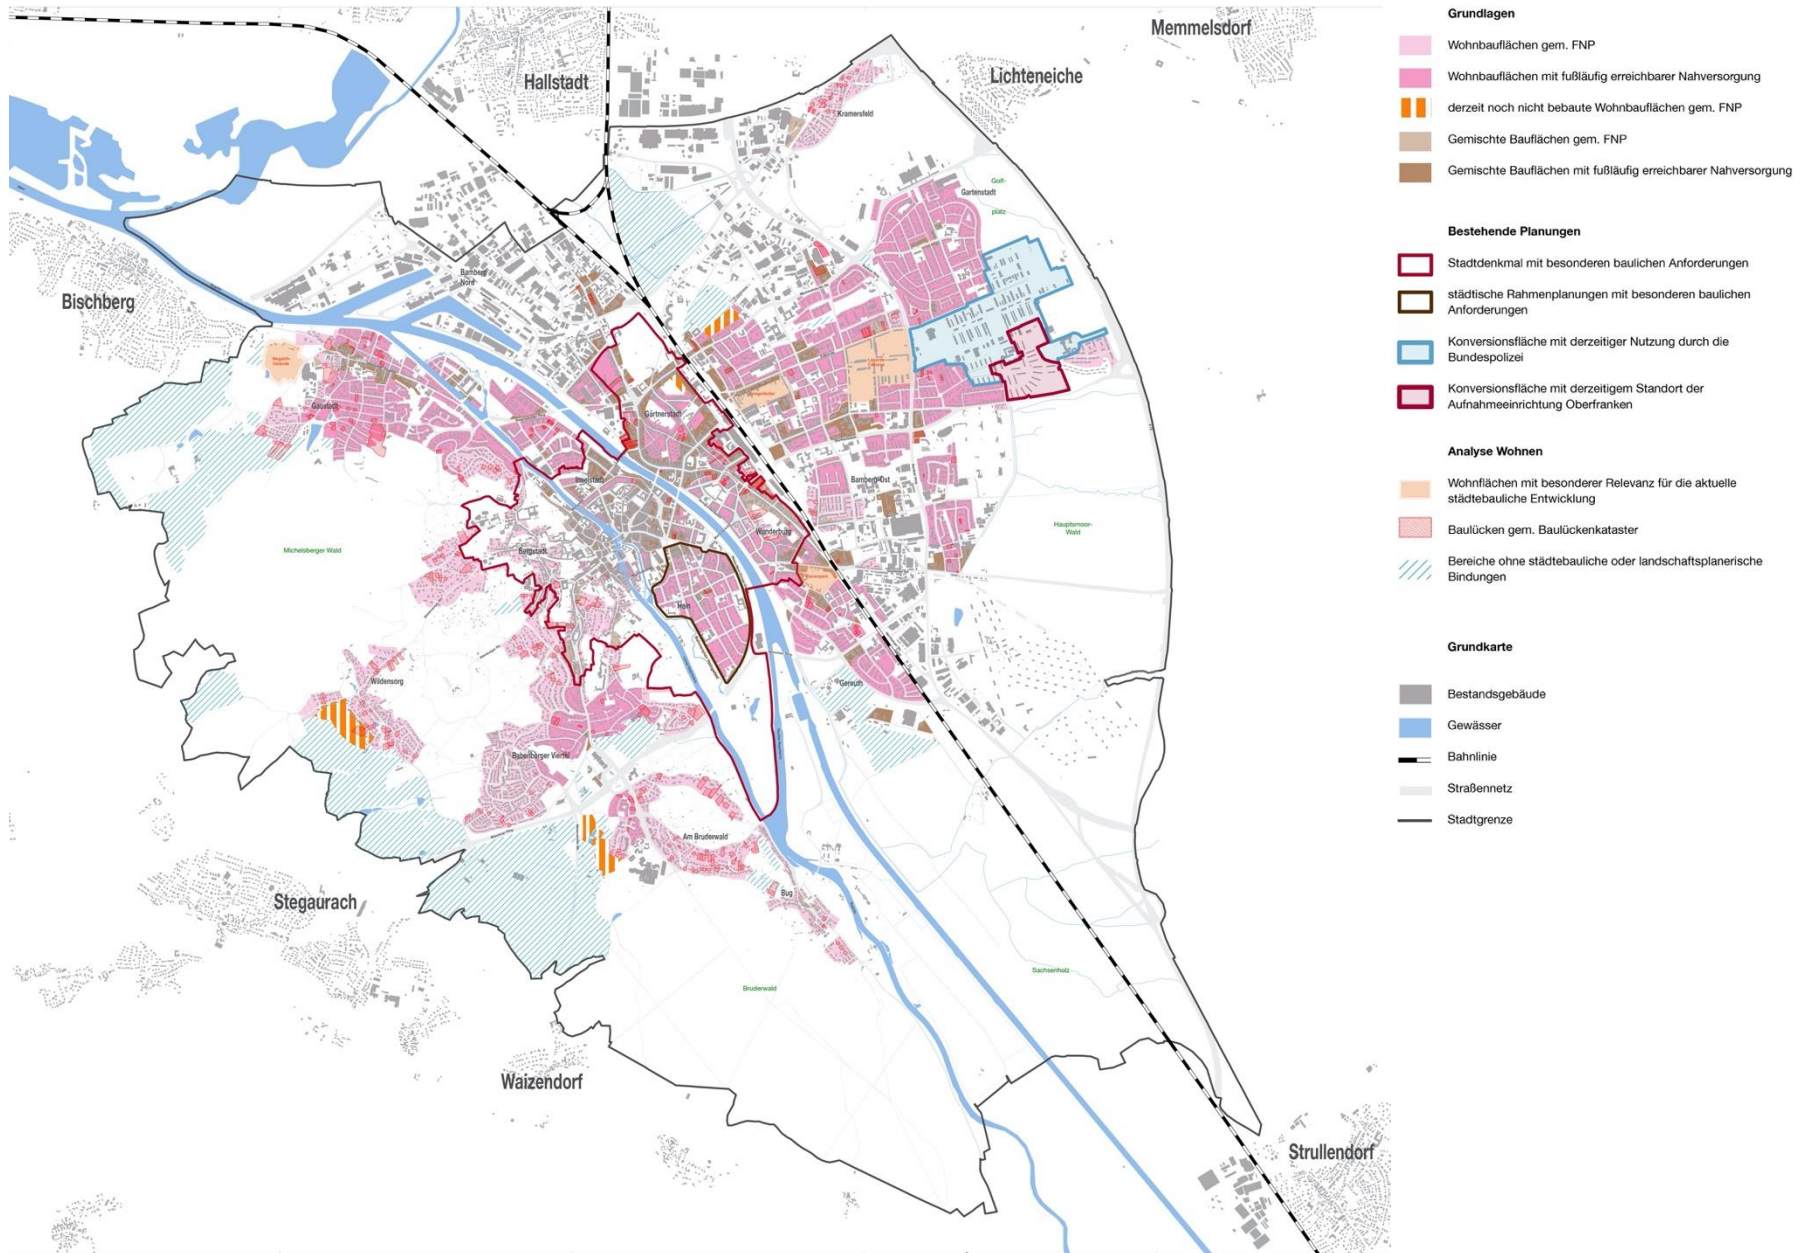 Memmelsdorf
Hallstadt
Lichteneiche
Kramersfeld
Golf-
platz
Gartenstadt
Bischberg
Bamberg
Nord
Gaustadt
Gärtnerstadt
Inselstadt
Bamberg-Ost
Wunderburg
Hauptsmoor-
Wald
Michelsberger Wald
Bergstadt
Hain
Wildensorg
Gereuth
Babenberger Viertel
Am Bruderwald
Bug
Stegaurach
Bruderwald
Sachsenholz
Waizendorf
Strullendorf
Grundlagen
Wohnbauflächen gem. FNP
Wohnbauflächen mit fußläufig erreichbarer Nahversorgung
derzeit noch nicht bebaute Wohnbauflächen gem. FNP
Gemischte Bauflächen gem. FNP
Gemischte Bauflächen mit fußläufig erreichbarer Nahversorgung
Bestehende Planungen
Stadtdenkmal mit besonderen baulichen Anforderungen
städtische Rahmenplanungen mit besonderen baulichen
Anforderungen
Konversionsfläche mit derzeitiger Nutzung durch die
Bundespolizei
Konversionsfläche mit derzeitigem Standort der
Aufnahmeeinrichtung Oberfranken
Analyse Wohnen
Wohnflächen mit besonderer Relevanz für die aktuelle
städtebauliche Entwicklung
Baulücken gem. Baulückenkataster
Bereiche ohne städtebauliche oder landschaftsplanerische
Bindungen
Grundkarte
Bestandsgebäude
Gewässer
Bahnlinie
Straßennetz
Stadtgrenze